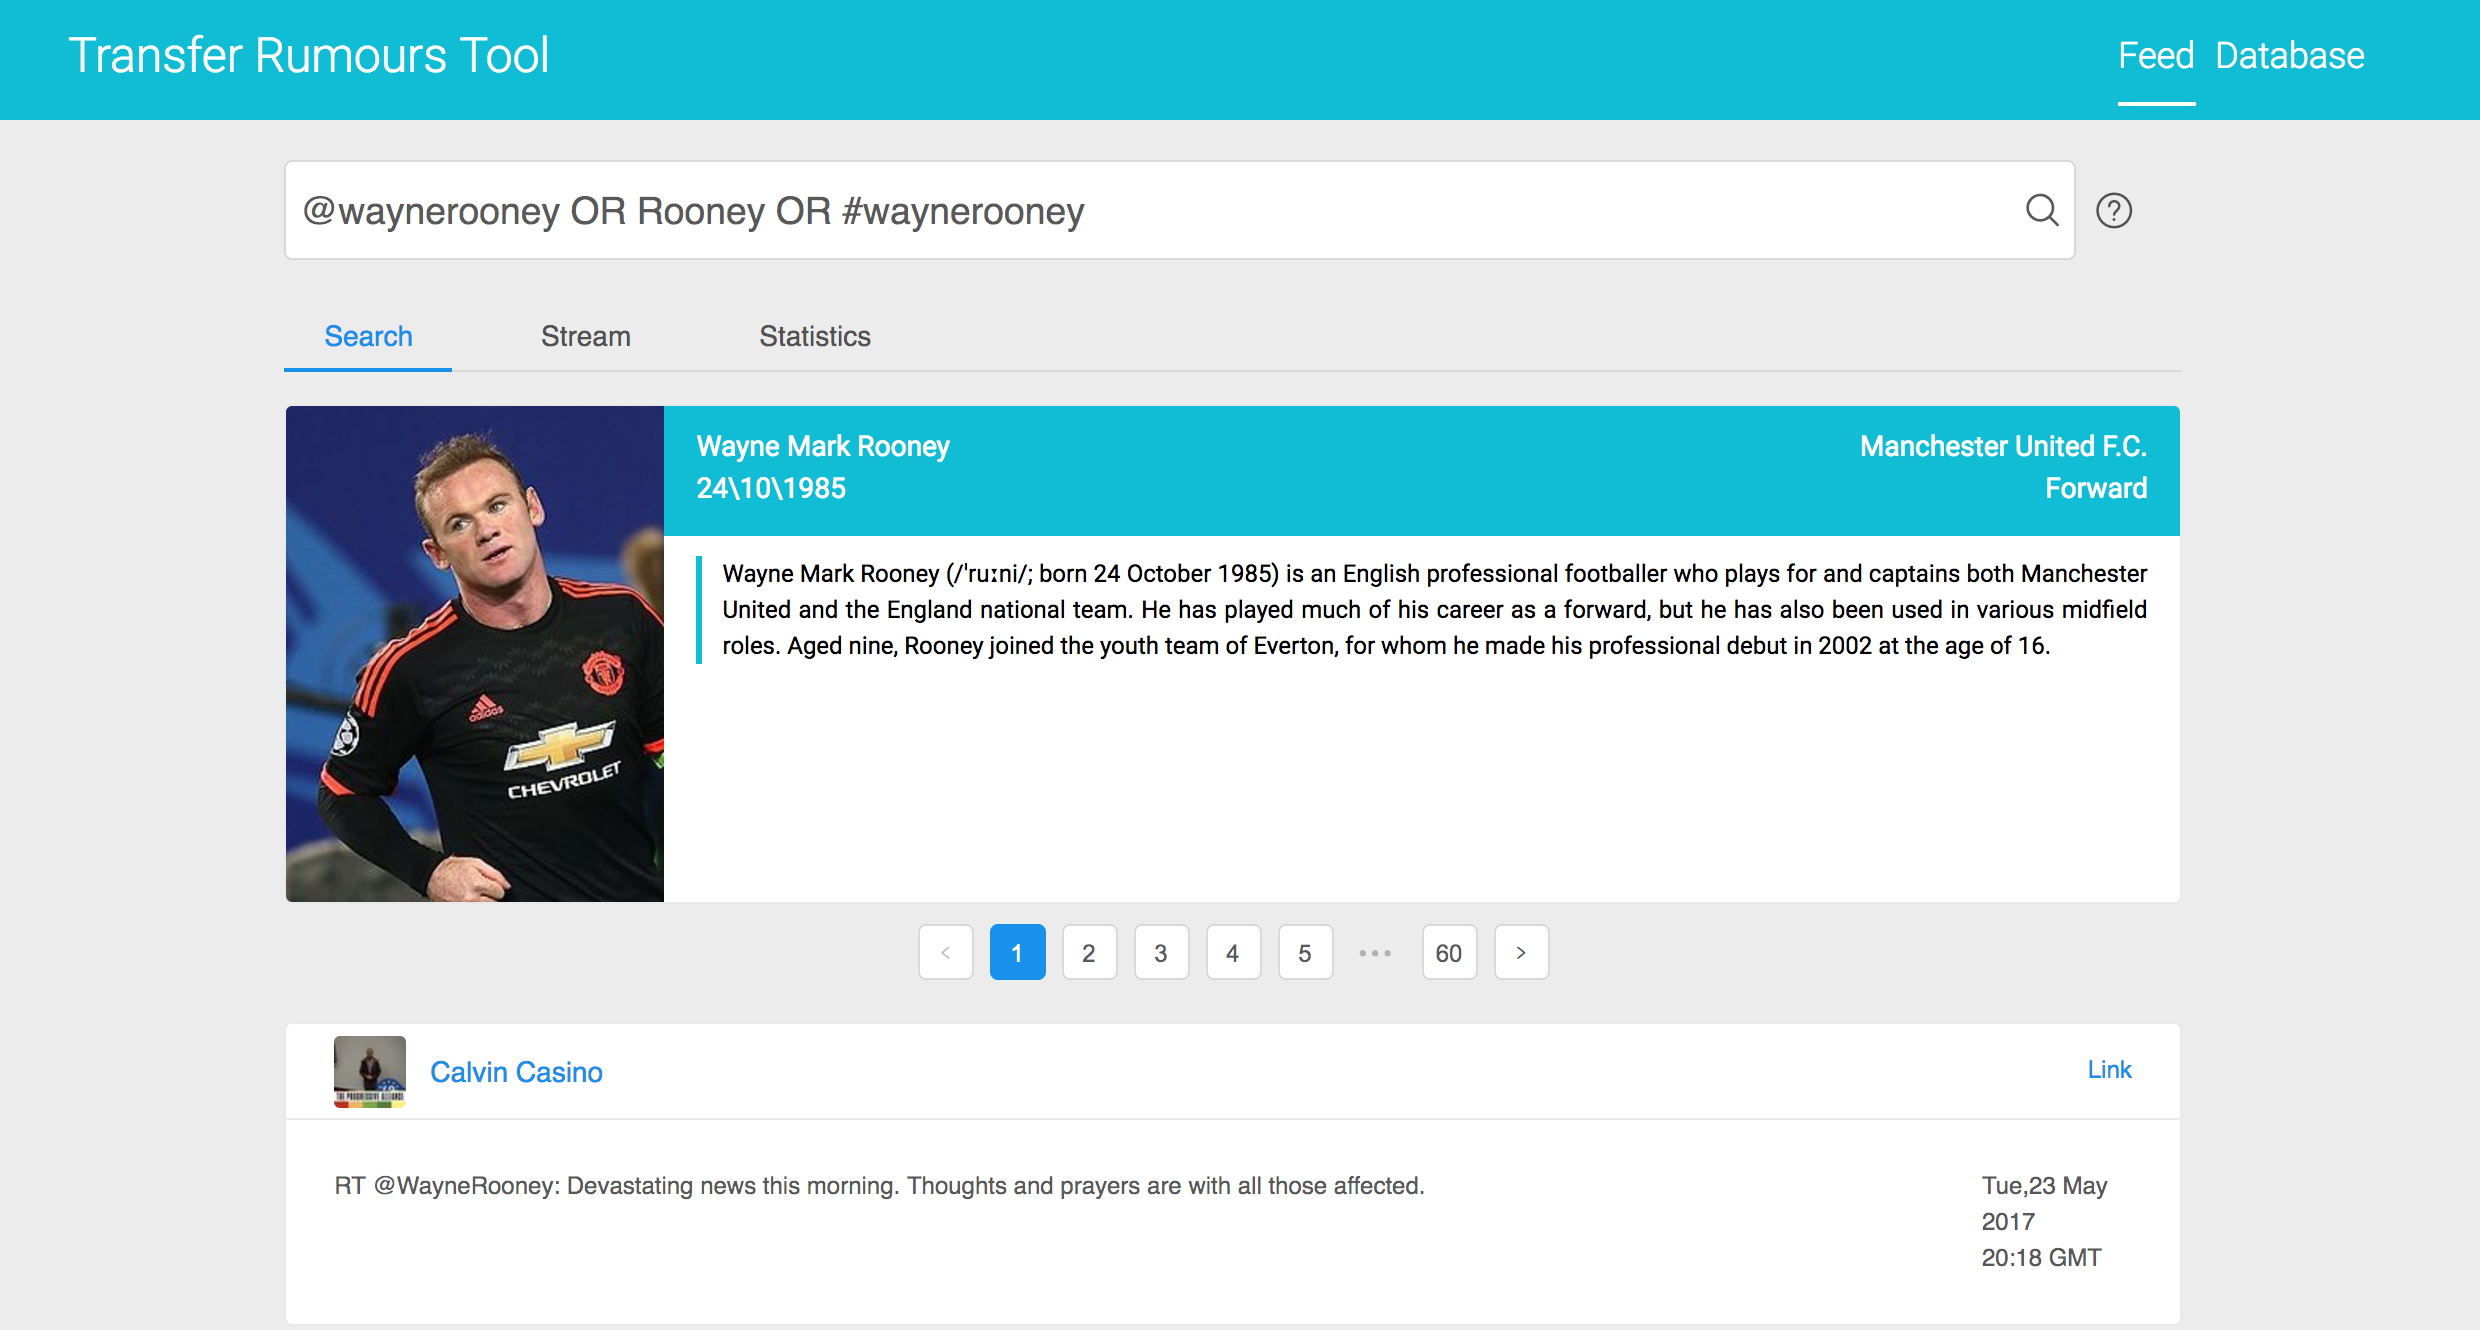 Transfer Rumours Tool
Feed Database
@waynerooney OR Rooney OR #waynerooney
?
Search Stream Statistics
Wayne Mark Rooney
24\10\1985
Manchester United F.C.
Forward
adidas
CHEVROLET
Wayne Mark Rooney (/ˈruːni/; born 24 October 1985) is an English professional footballer who plays for and captains both Manchester
United and the England national team. He has played much of his career as a forward, but he has also been used in various midfield
roles. Aged nine, Rooney joined the youth team of Everton, for whom he made his professional debut in 2002 at the age of 16.
< 1 2 3 4 5 ••• 60 >
THE PROGRESSIVE ALLIANCE
Calvin Casino
Link
RT @WayneRooney: Devastating news this morning. Thoughts and prayers are with all those affected.
Tue,23 May
2017
20:18 GMT